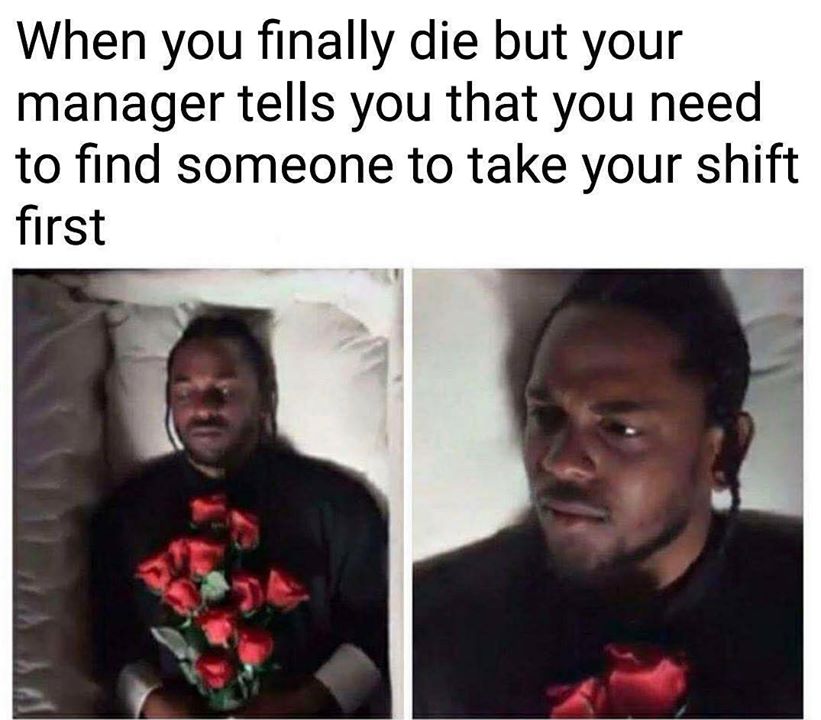 When you finally die but your
manager tells you that you need
to find someone to take your shift
first